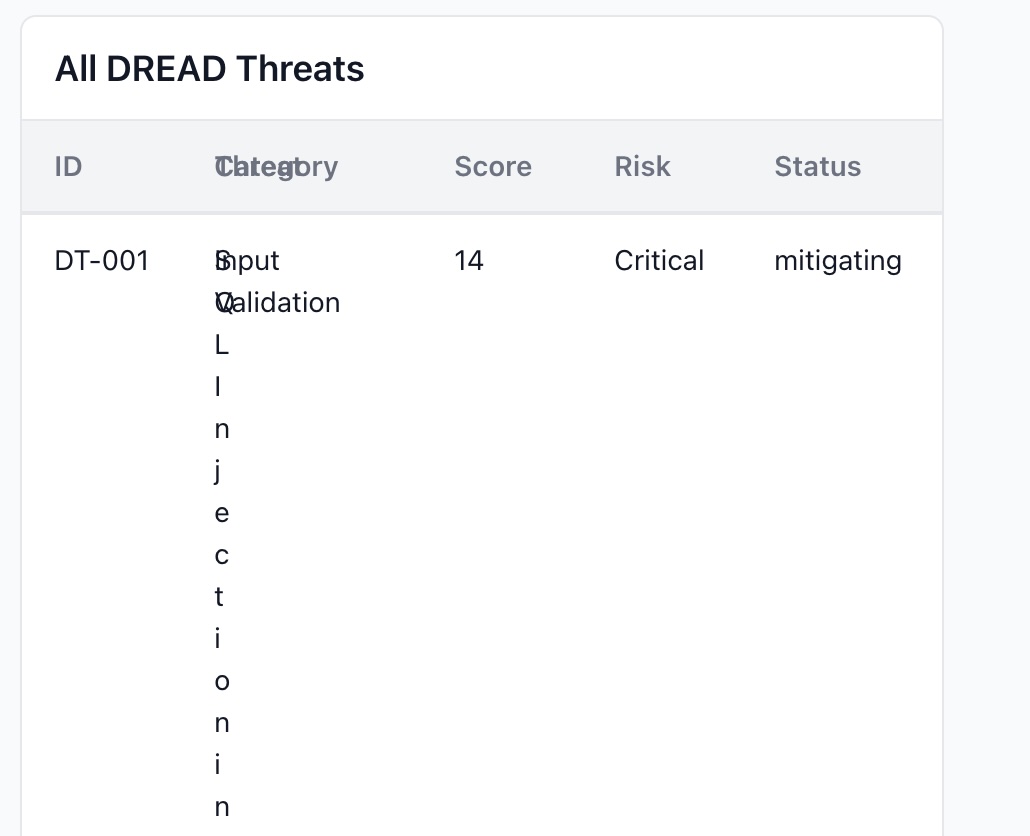 All DREAD Threats
ID Threat Category Score Risk Status
DT-001 Input 14 Critical mitigating
Validation
S
Q
L
I
n
j
e
c
t
i
o
n
i
n